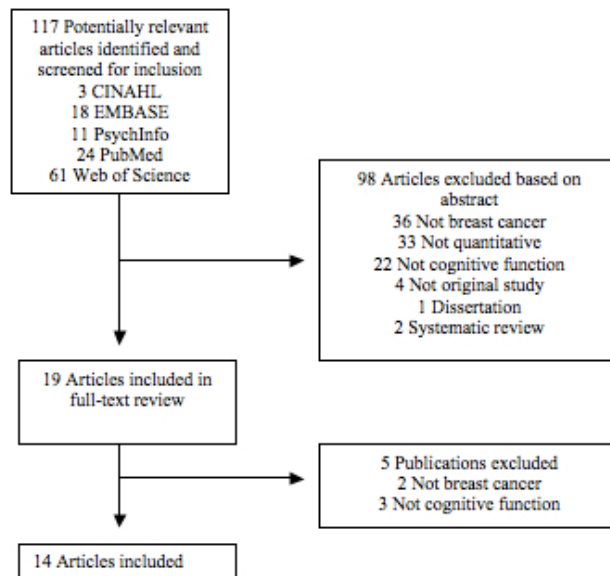 117 Potentially relevant
articles identified and
screened for inclusion
3 CINAHL
18 EMBASE
11 PsychInfo
24 PubMed
61 Web of Science
98 Articles excluded based on
abstract
36 Not breast cancer
33 Not quantitative
22 Not cognitive function
4 Not original study
1 Dissertation
2 Systematic review
19 Articles included in
full-text review
5 Publications excluded
2 Not breast cancer
3 Not cognitive function
14 Articles included